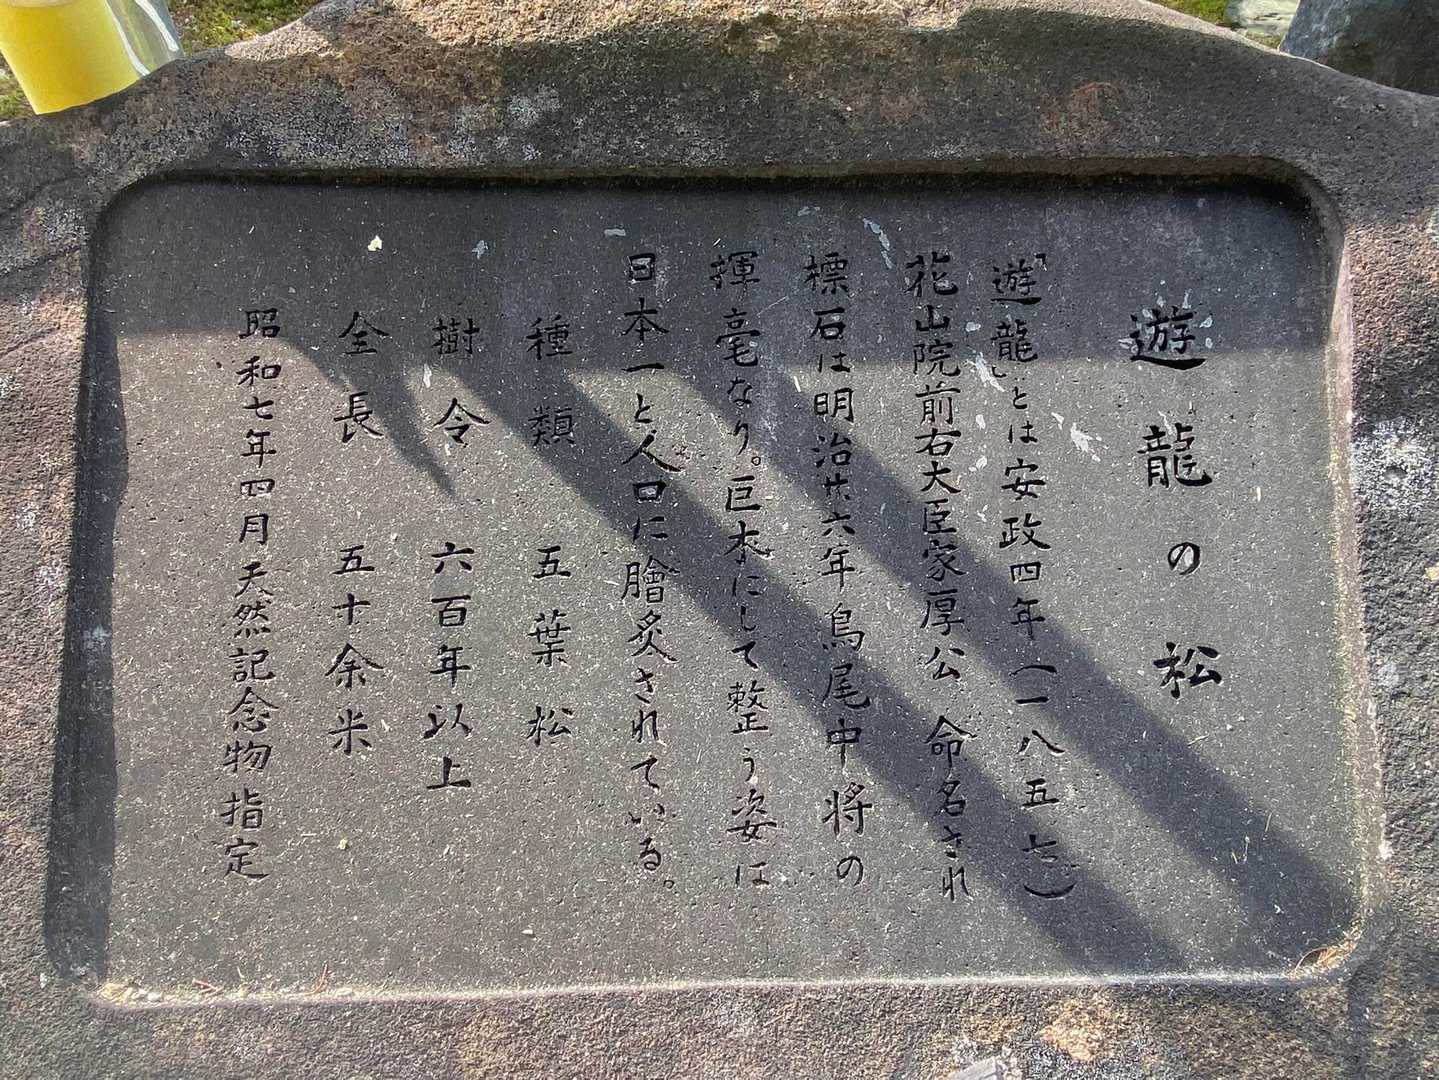 遊龍の松
「遊龍」とは安政四年(一八五七)
花山院前右大臣家厚公 命名され
標石は明治廿六年鳥尾中将の
揮毫なり。巨木にして整う姿は
日本一と人口に膾炙されている。
種類 五葉松
樹令 六百年以上
全長 五十余米
昭和七年四月天然記念物指定